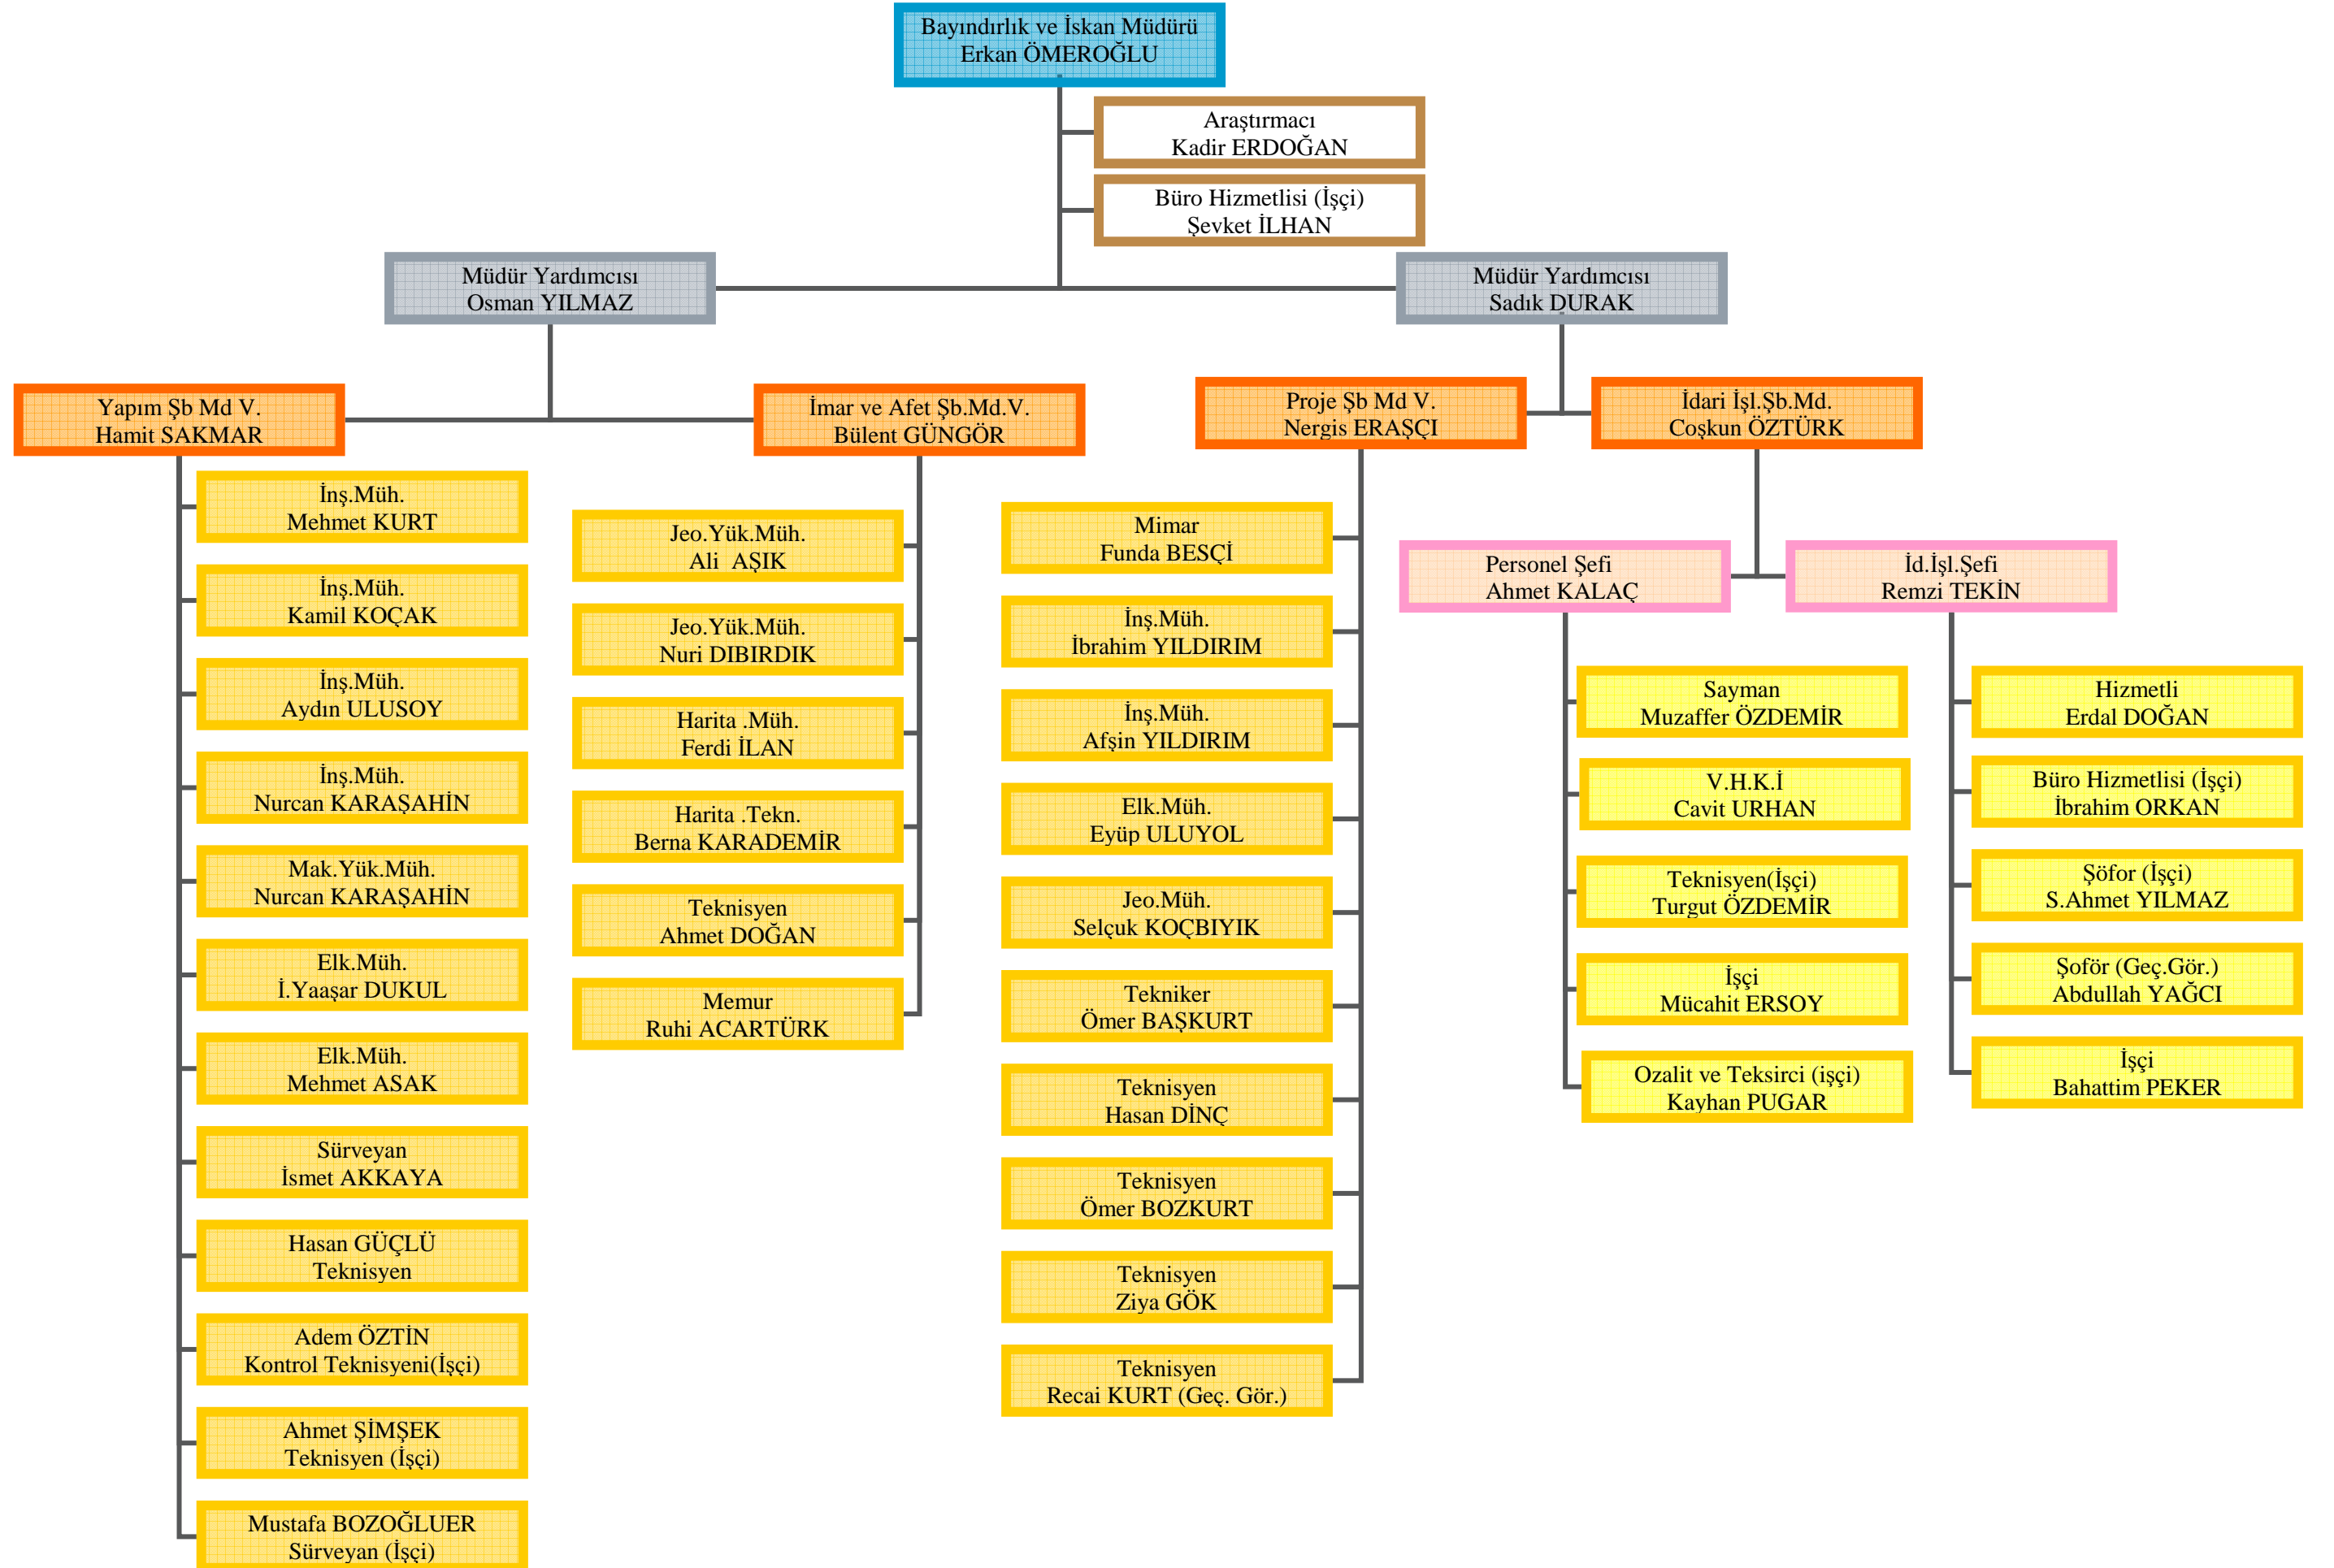 Bayındırlık ve İskan Müdürü
Erkan ÖMEROĞLU
Araştırmacı
Kadir ERDOĞAN
Büro Hizmetlisi (İşçi)
Şevket İLHAN
Müdür Yardımcısı
Osman YILMAZ
Müdür Yardımcısı
Sadık DURAK
Yapım Şb Md V.
Hamit SAKMAR
İmar ve Afet Şb.Md.V.
Bülent GÜNGÖR
Proje Şb Md V.
Nergis ERAŞÇI
İdari İşl.Şb.Md.
Coşkun ÖZTÜRK
İnş.Müh.
Mehmet KURT
İnş.Müh.
Kamil KOÇAK
İnş.Müh.
Aydın ULUSOY
İnş.Müh.
Nurcan KARAŞAHİN
Mak.Yük.Müh.
Nurcan KARAŞAHİN
Elk.Müh.
İ.Yaaşar DUKUL
Elk.Müh.
Mehmet ASAK
Sürveyan
İsmet AKKAYA
Hasan GÜÇLÜ
Teknisyen
Adem ÖZTİN
Kontrol Teknisyeni(İşçi)
Ahmet ŞİMŞEK
Teknisyen (İşçi)
Mustafa BOZOĞLUER
Sürveyan (İşçi)
Jeo.Yük.Müh.
Ali  AŞIK
Jeo.Yük.Müh.
Nuri DIBIRDIK
Harita .Müh.
Ferdi İLAN
Harita .Tekn.
Berna KARADEMİR
Teknisyen
Ahmet DOĞAN
Memur
Ruhi ACARTÜRK
Mimar
Funda BESÇİ
İnş.Müh.
İbrahim YILDIRIM
İnş.Müh.
Afşin YILDIRIM
Elk.Müh.
Eyüp ULUYOL
Jeo.Müh.
Selçuk KOÇBIYIK
Tekniker
Ömer BAŞKURT
Teknisyen
Hasan DİNÇ
Teknisyen
Ömer BOZKURT
Teknisyen
Ziya GÖK
Teknisyen
Recai KURT (Geç. Gör.)
Personel Şefi
Ahmet KALAÇ
İd.İşl.Şefi
Remzi TEKİN
Sayman
Muzaffer ÖZDEMİR
V.H.K.İ
Cavit URHAN
Teknisyen(İşçi)
Turgut ÖZDEMİR
İşçi
Mücahit ERSOY
Ozalit ve Teksirci (işçi)
Kayhan PUGAR
Hizmetli
Erdal DOĞAN
Büro Hizmetlisi (İşçi)
İbrahim ORKAN
Şöfor (İşçi)
S.Ahmet YILMAZ
Şoför (Geç.Gör.)
Abdullah YAĞCI
İşçi
Bahattim PEKER